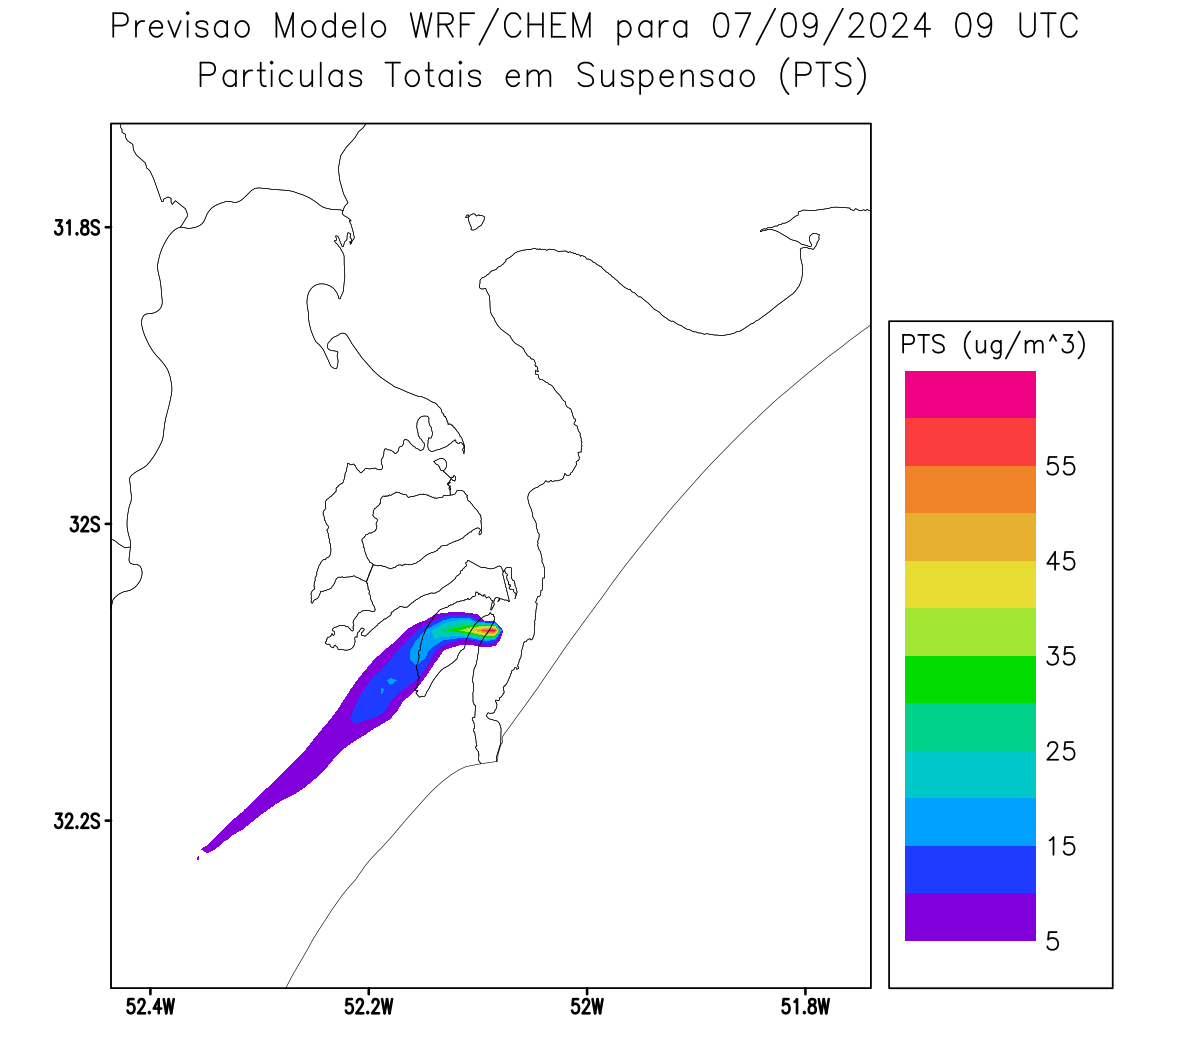 Previsao Modelo WRF/CHEM para 07/09/2024 09 UTC
Particulas Totais em Suspensao (PTS)
31.8S
32S
32.2S
52.4W
52.2W
52W
51.8W
PTS (ug/m^3)
55
45
35
25
15
5